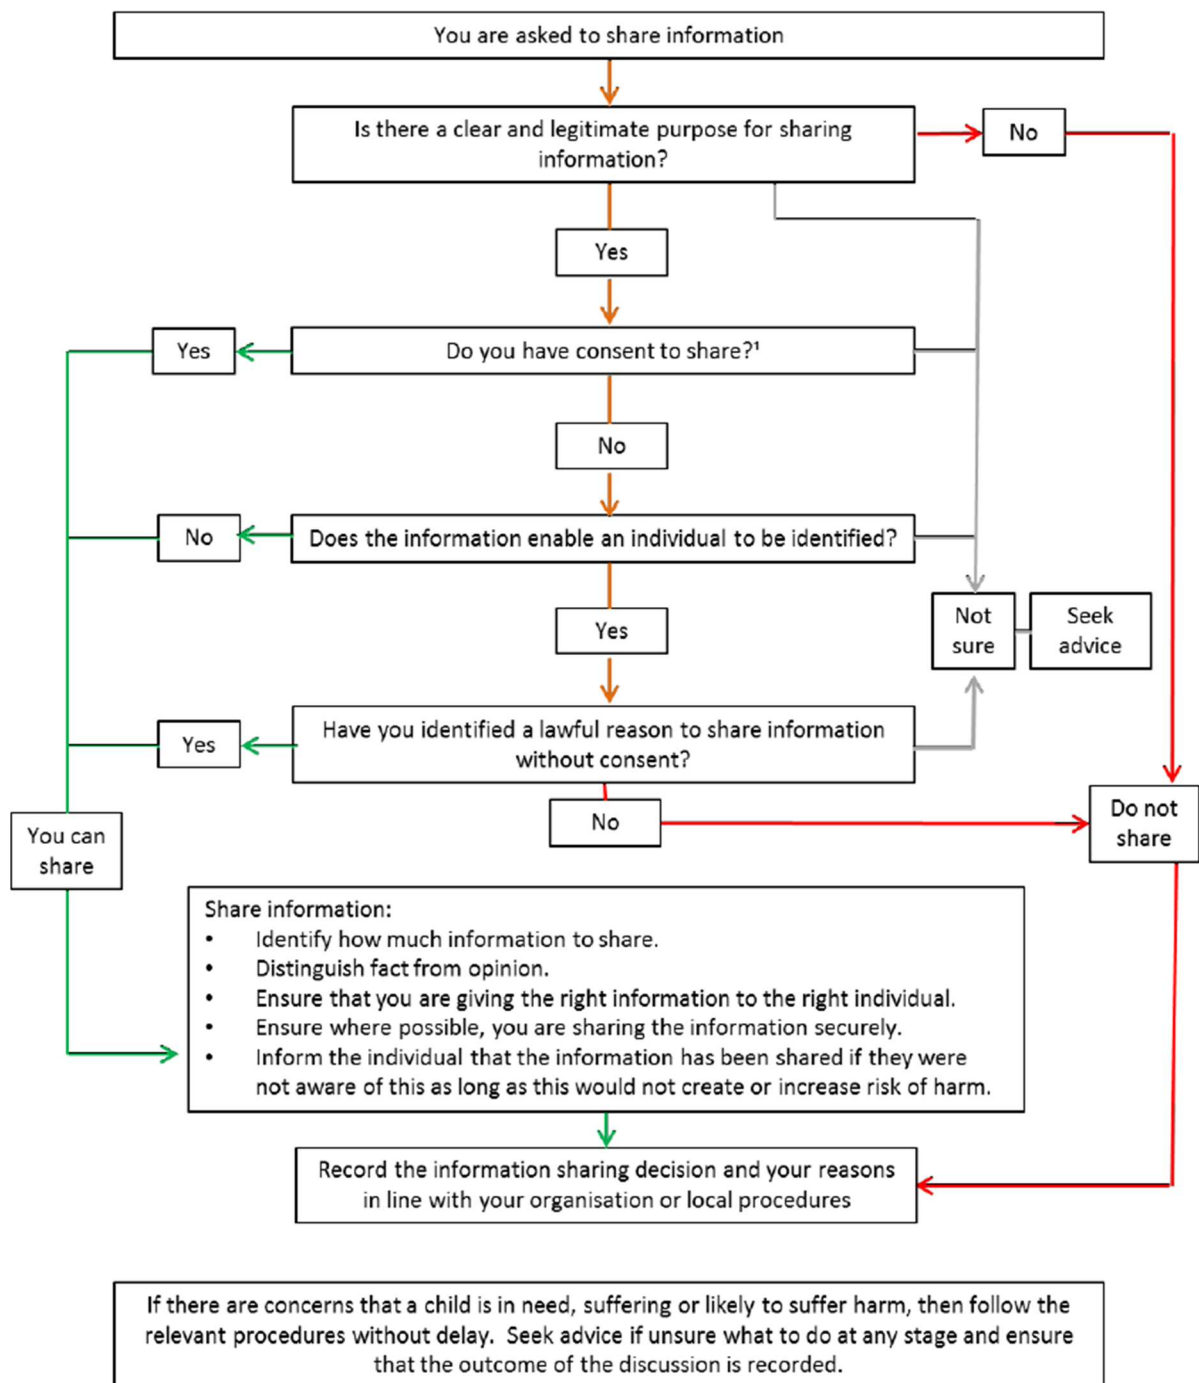 You are asked to share information
Is there a clear and legitimate purpose for sharing
information?
No
Yes
Yes
Do you have consent to share?¹
No
No
Does the information enable an individual to be identified?
Yes
Not
sure
Seek
advice
Yes
Have you identified a lawful reason to share information
without consent?
No
Do not
share
You can
share
Share information:
• Identify how much information to share.
• Distinguish fact from opinion.
• Ensure that you are giving the right information to the right individual.
• Ensure where possible, you are sharing the information securely.
• Inform the individual that the information has been shared if they were
not aware of this as long as this would not create or increase risk of harm.
Record the information sharing decision and your reasons
in line with your organisation or local procedures
If there are concerns that a child is in need, suffering or likely to suffer harm, then follow the
relevant procedures without delay. Seek advice if unsure what to do at any stage and ensure
that the outcome of the discussion is recorded.